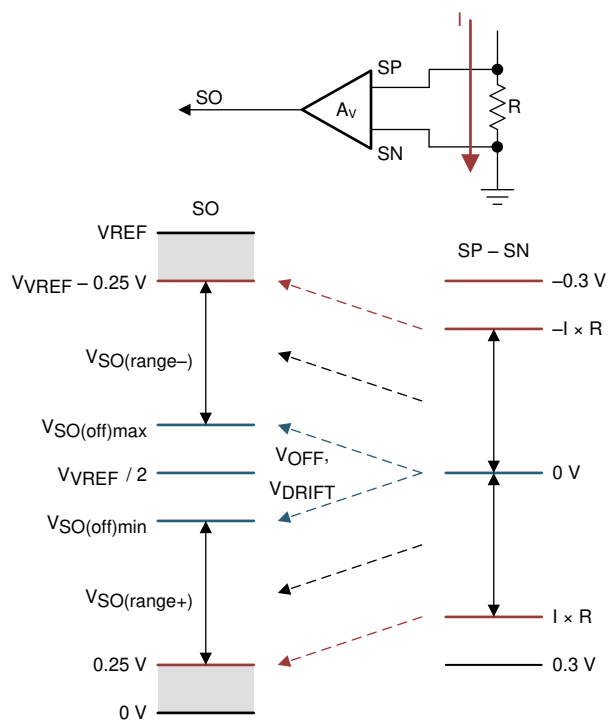 I
SP
SO
A_V
R
SN
SO
VREF
SP – SN
V_VREF – 0.25 V
–0.3 V
–I × R
V_SO(range–)
V_SO(off)max
V_OFF,
V_VREF / 2
0 V
V_DRIFT
V_SO(off)min
V_SO(range+)
I × R
0.25 V
0.3 V
0 V